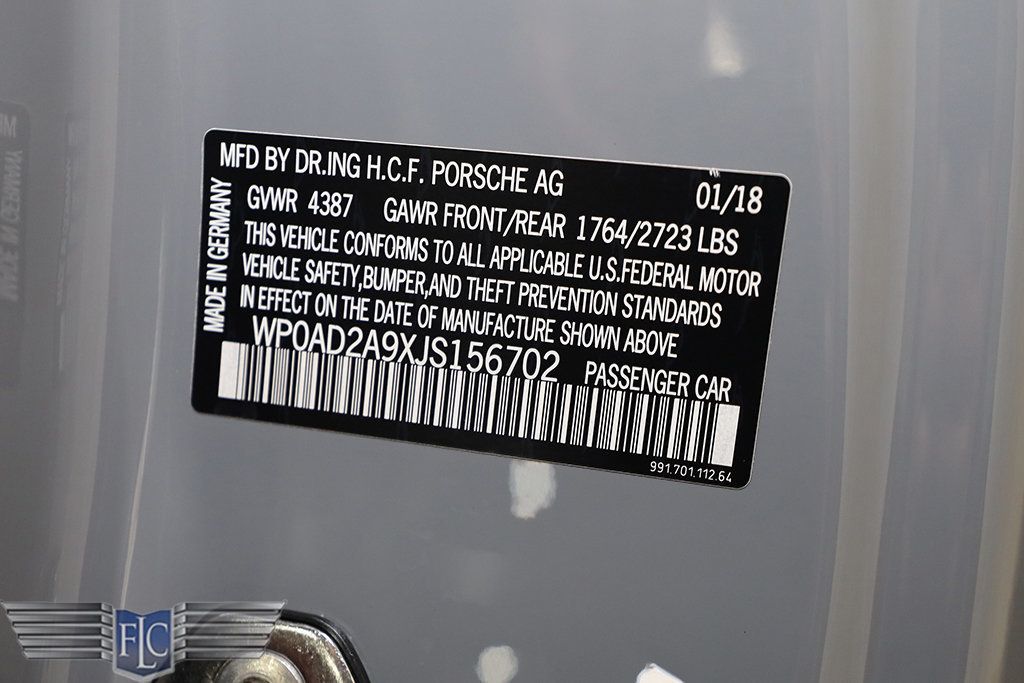 MFD BY DR.ING H.C.F. PORSCHE AG 01/18
GVWR 4387 GAWR FRONT/REAR 1764/2723 LBS
THIS VEHICLE CONFORMS TO ALL APPLICABLE U.S.FEDERAL MOTOR
VEHICLE SAFETY,BUMPER,AND THEFT PREVENTION STANDARDS
IN EFFECT ON THE DATE OF MANUFACTURE SHOWN ABOVE
WP0AD2A9XJS156702 PASSENGER CAR
991.701.112.64
MADE IN GERMANY
FLC